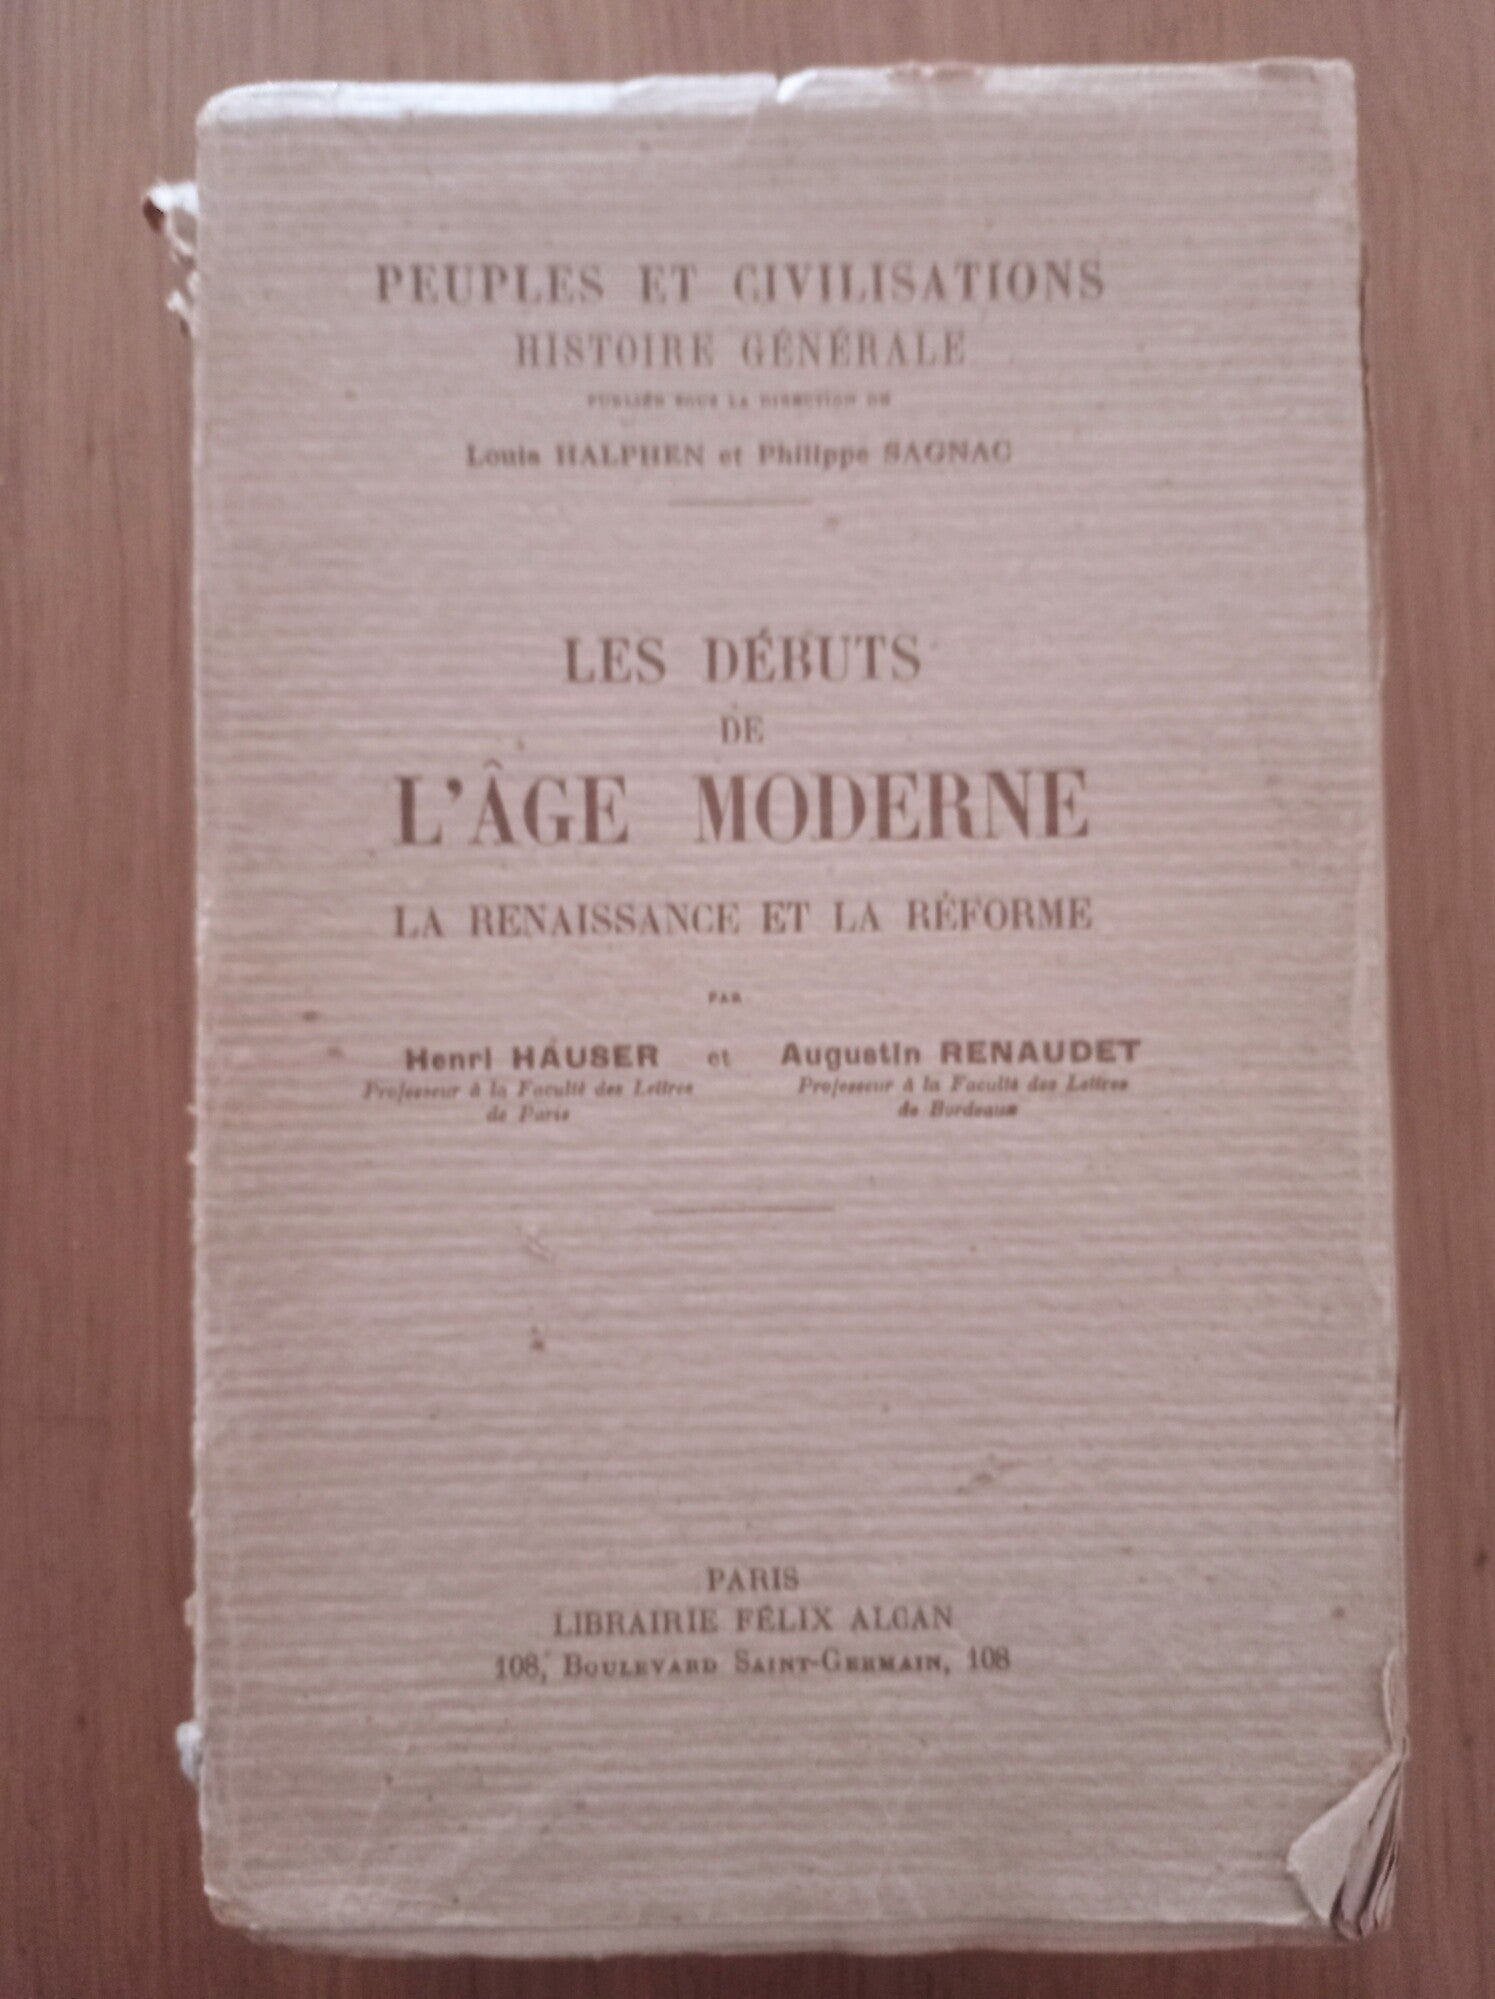 PEUPLES ET CIVILISATIONS
HISTOIRE GÉNÉRALE
PUBLIÉE SOUS LA DIRECTION DE
Louis HALPHEN et Philippe SAGNAC
LES DÉBUTS
DE
L'ÂGE MODERNE
LA RENAISSANCE ET LA RÉFORME
PAR
Henri HAUSER et Augustin RENAUDET
Professeur à la Faculté des Lettres Professeur à la Faculté des Lettres
de Paris de Bordeaux
PARIS
LIBRAIRIE FÉLIX ALCAN
108, BOULEVARD SAINT-GERMAIN, 108